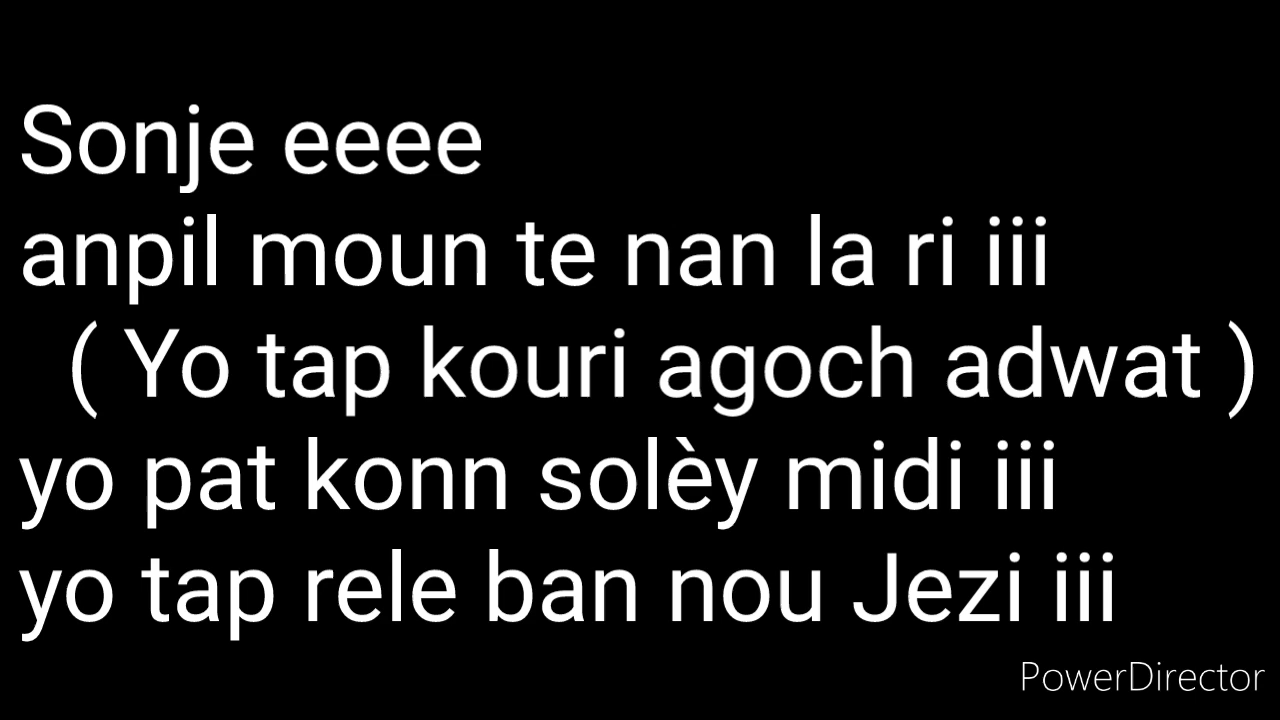 Sonje eeee
anpil moun te nan la ri iii
( Yo tap kouri agoch adwat )
yo pat konn solèy midi iii
yo tap rele ban nou Jezi iii
PowerDirector